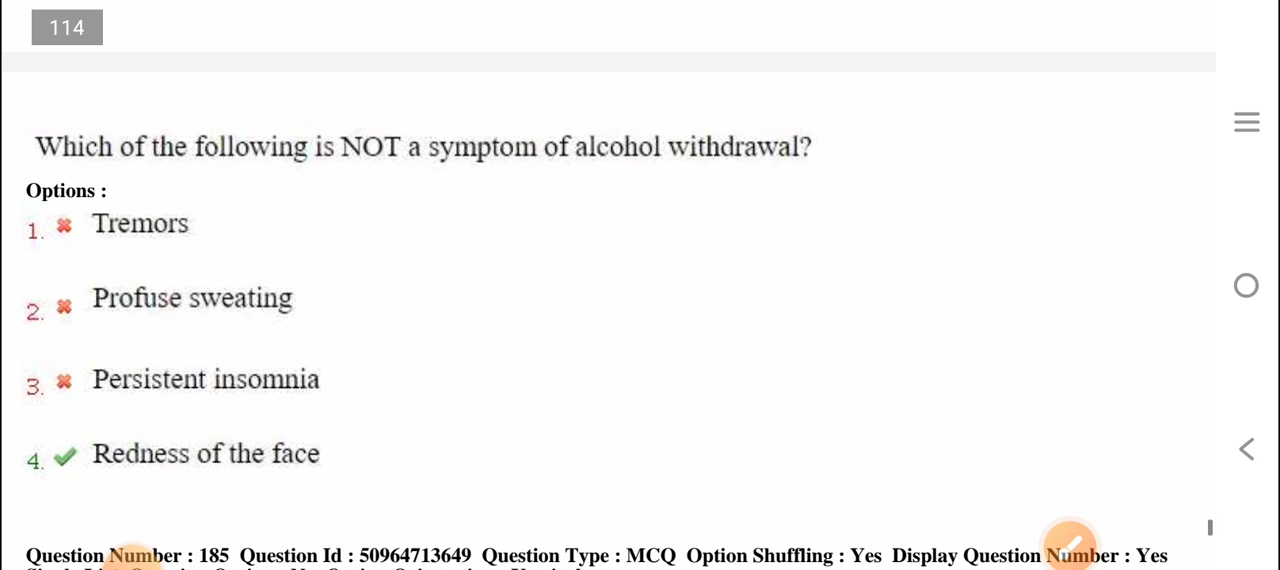 114
Which of the following is NOT a symptom of alcohol withdrawal?
Options :
1. Tremors
2. Profuse sweating
3. Persistent insomnia
4. Redness of the face
Question Number : 185 Question Id : 50964713649 Question Type : MCQ Option Shuffling : Yes Display Question Number : Yes